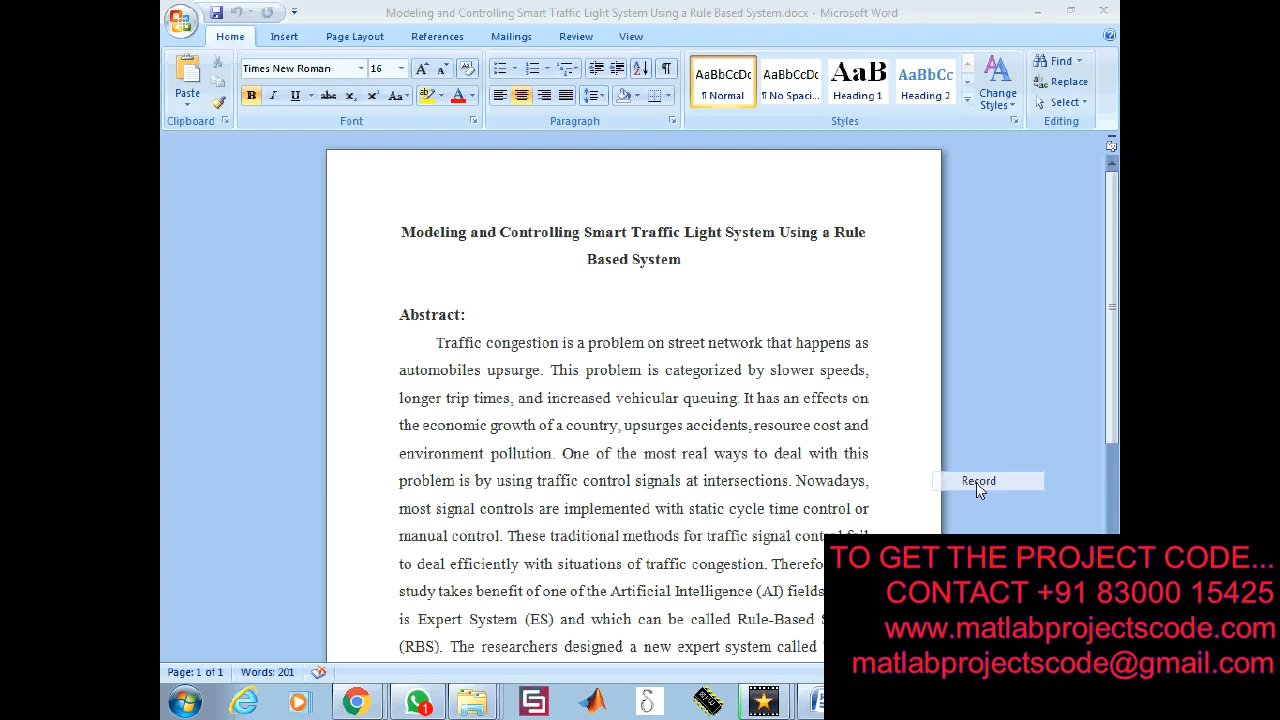 Modeling and Controlling Smart Traffic Light System Using a Rule Based System.docx - Microsoft Word
Home Insert Page Layout References Mailings Review View
Paste
Times New Roman 16
AaBbCcDc AaBbCcDc AaB AaBbCc
¶ Normal ¶ No Spaci... Heading 1 Heading 2
Change Styles
Find
Replace
Select
Clipboard Font Paragraph Styles Editing
Modeling and Controlling Smart Traffic Light System Using a Rule
Based System
Abstract:
Traffic congestion is a problem on street network that happens as
automobiles upsurge. This problem is categorized by slower speeds,
longer trip times, and increased vehicular queuing. It has an effects on
the economic growth of a country, upsurges accidents, resource cost and
environment pollution. One of the most real ways to deal with this
problem is by using traffic control signals at intersections. Nowadays,
most signal controls are implemented with static cycle time control or
manual control. These traditional methods for traffic signal control fail
to deal efficiently with situations of traffic congestion.
study takes benefit of one of the Artificial Intelligence (AI) fields
is Expert System (ES) and which can be called Rule-Based
(RBS). The researchers designed a new expert system called
Record
TO GET THE PROJECT CODE...
CONTACT +91 83000 15425
www.matlabprojectscode.com
matlabprojectscode@gmail.com
Page: 1 of 1 Words: 201
1